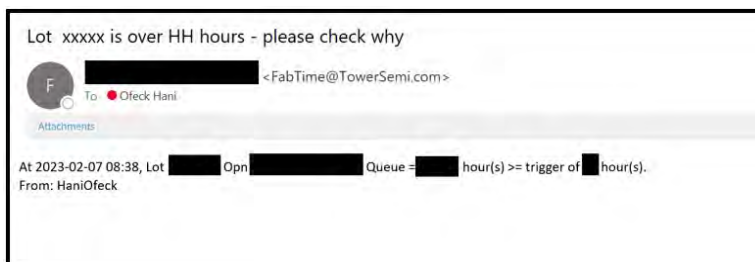 Lot xxxxx is over HH hours - please check why
F
<FabTime@TowerSemi.com>
To Ofeck Hani
Attachments
At 2023-02-07 08:38, Lot Opn Queue = hour(s) >= trigger of hour(s).
From: HaniOfeck